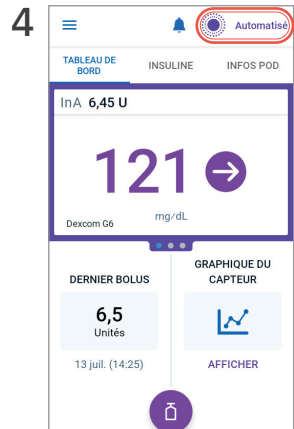 4
Automatisé
TABLEAU DE
BORD
INSULINE
INFOS POD
InA 6,45 U
121
mg/dL
Dexcom G6
DERNIER BOLUS
6,5
Unités
13 juil. (14:25)
GRAPHIQUE DU
CAPTEUR
AFFICHER